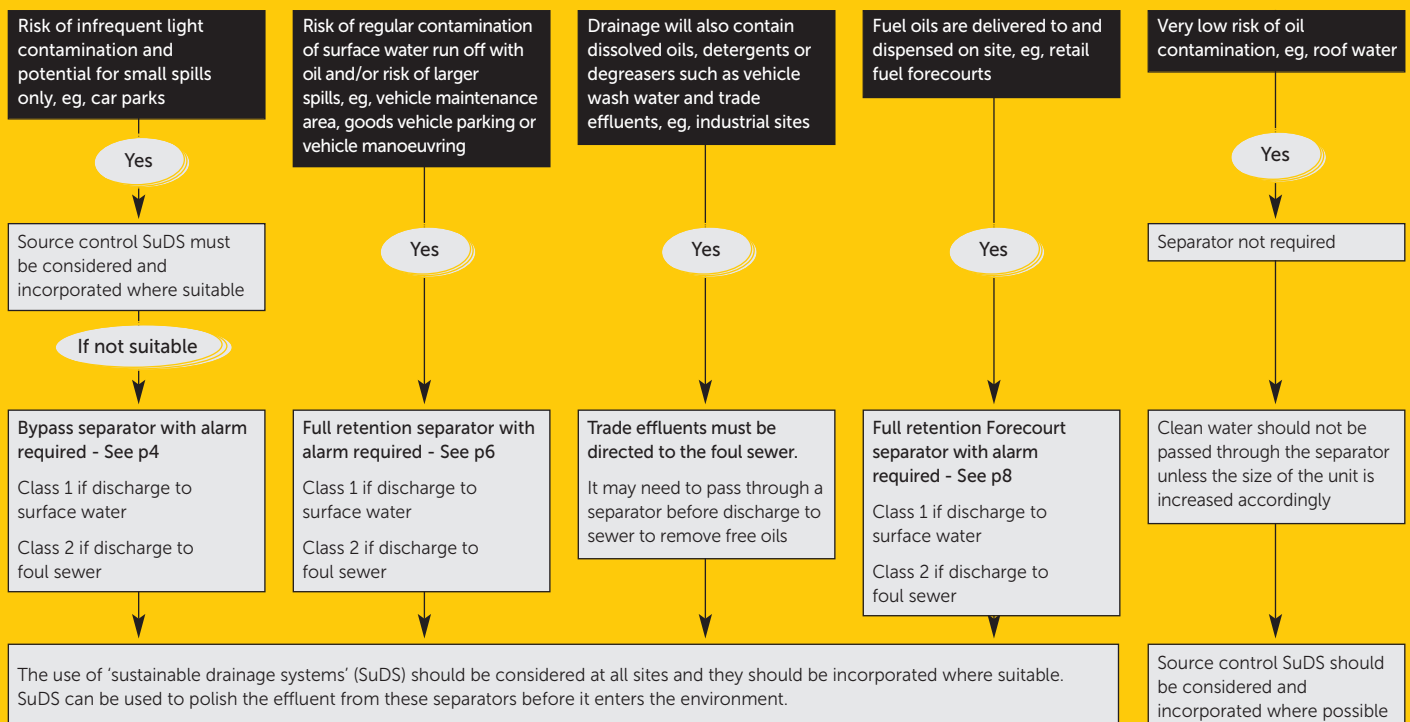 Risk of infrequent light
contamination and
potential for small spills
only, eg, car parks
Yes
Source control SuDS must
be considered and
incorporated where suitable
If not suitable
Bypass separator with alarm
required - See p4
Class 1 if discharge to
surface water
Class 2 if discharge to
foul sewer
Risk of regular contamination
of surface water run off with
oil and/or risk of larger
spills, eg, vehicle maintenance
area, goods vehicle parking or
vehicle manoeuvring
Yes
Full retention separator with
alarm required - See p6
Class 1 if discharge to
surface water
Class 2 if discharge to
foul sewer
Drainage will also contain
dissolved oils, detergents or
degreasers such as vehicle
wash water and trade
effluents, eg, industrial sites
Yes
Trade effluents must be
directed to the foul sewer.
It may need to pass through a
separator before discharge to
sewer to remove free oils
Fuel oils are delivered to and
dispensed on site, eg, retail
fuel forecourts
Yes
Full retention Forecourt
separator with alarm
required - See p8
Class 1 if discharge to
surface water
Class 2 if discharge to
foul sewer
Very low risk of oil
contamination, eg, roof water
Yes
Separator not required
Clean water should not be
passed through the separator
unless the size of the unit is
increased accordingly
The use of ‘sustainable drainage systems’ (SuDS) should be considered at all sites and they should be incorporated where suitable.
SuDS can be used to polish the effluent from these separators before it enters the environment.
Source control SuDS should
be considered and
incorporated where possible